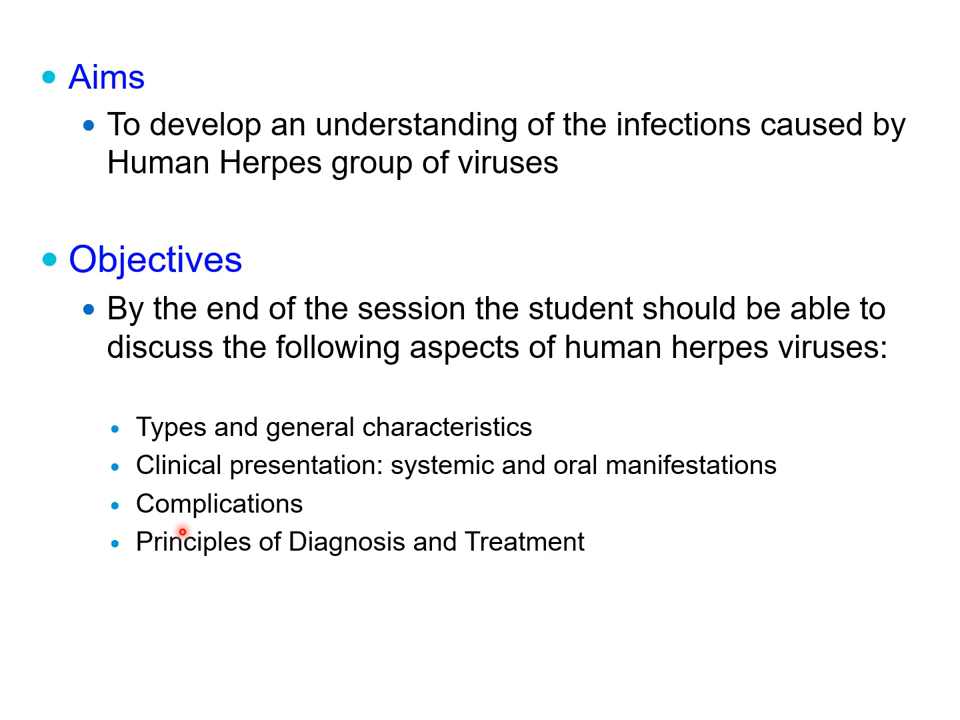 Aims
To develop an understanding of the infections caused by
Human Herpes group of viruses
Objectives
By the end of the session the student should be able to
discuss the following aspects of human herpes viruses:
Types and general characteristics
Clinical presentation: systemic and oral manifestations
Complications
Principles of Diagnosis and Treatment